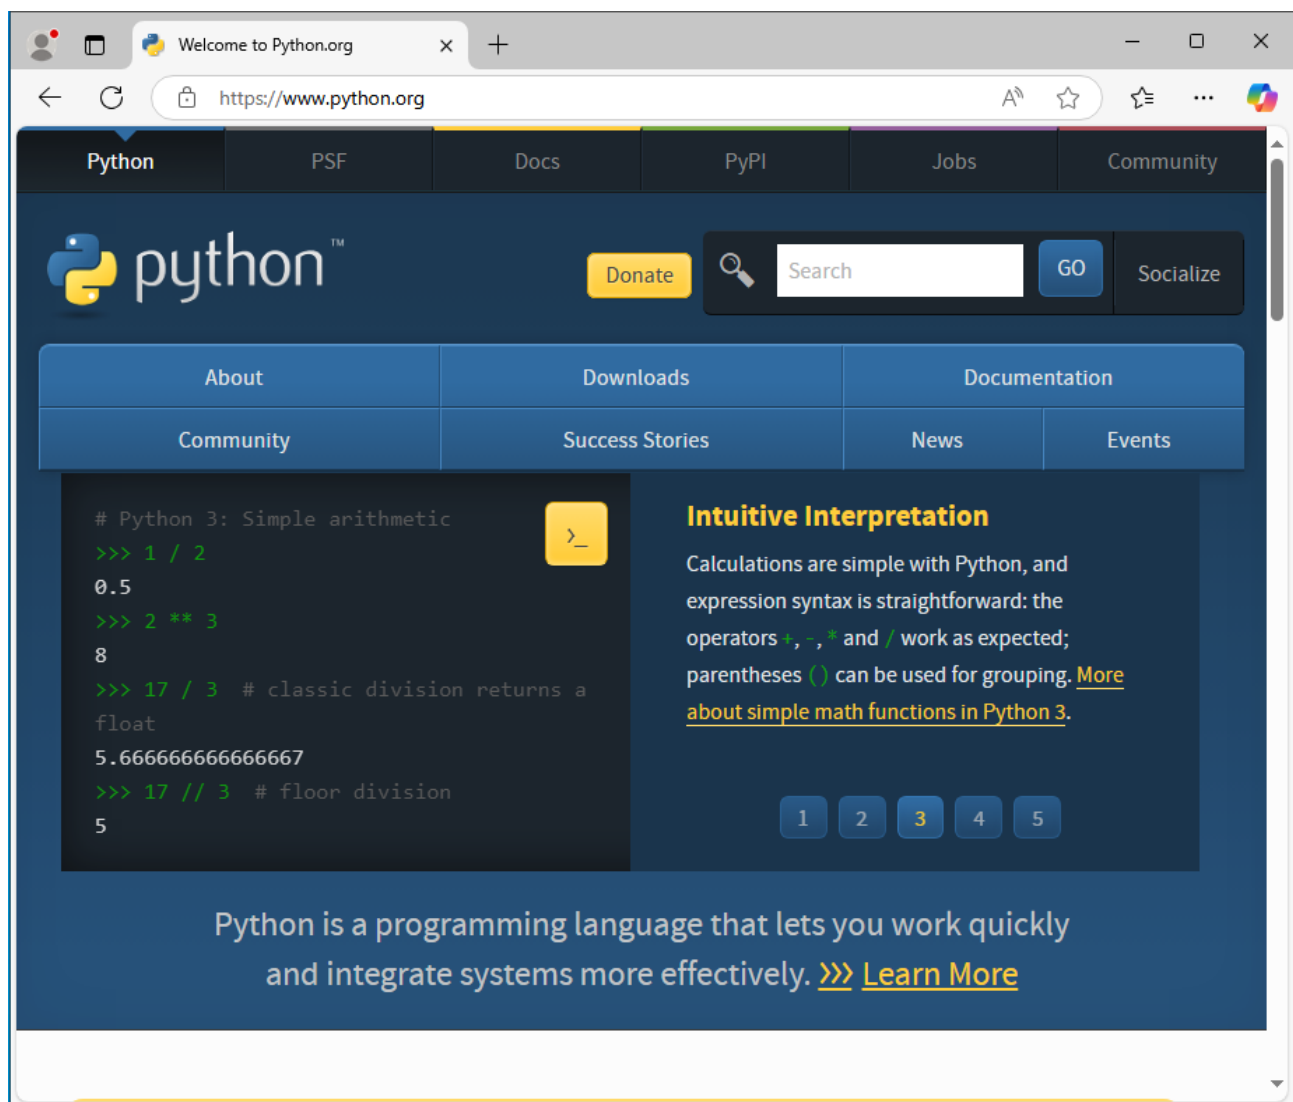 Welcome to Python.org
https://www.python.org
Python PSF Docs PyPI Jobs Community
python™
Donate Search GO Socialize
About Downloads Documentation
Community Success Stories News Events
# Python 3: Simple arithmetic
>>> 1 / 2
0.5
>>> 2 ** 3
8
>>> 17 / 3  # classic division returns a
float
5.666666666666667
>>> 17 // 3  # floor division
5
>_
Intuitive Interpretation
Calculations are simple with Python, and
expression syntax is straightforward: the
operators +, -, * and / work as expected;
parentheses () can be used for grouping. More
about simple math functions in Python 3.
1 2 3 4 5
Python is a programming language that lets you work quickly
and integrate systems more effectively. >>> Learn More